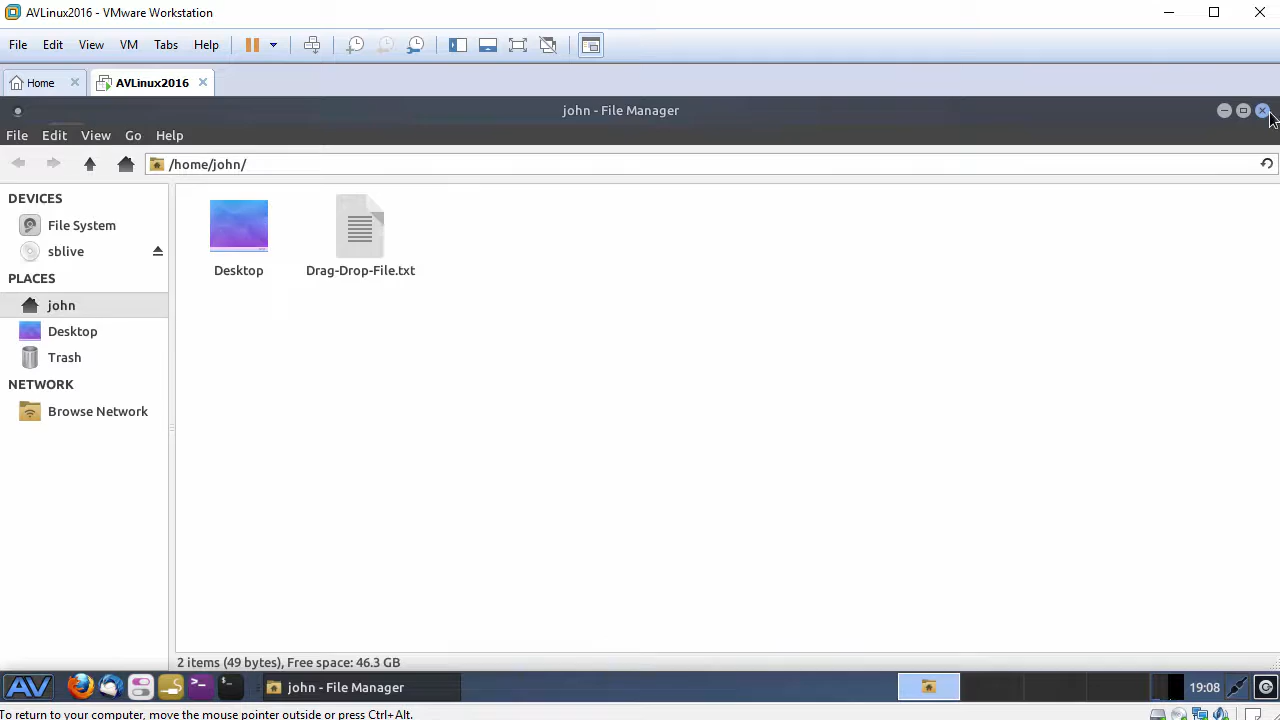 AVLinux2016 - VMware Workstation
File Edit View VM Tabs Help
Home AVLinux2016
john - File Manager
File Edit View Go Help
/home/john/
DEVICES
File System
sblive
PLACES
john
Desktop
Trash
NETWORK
Browse Network
Desktop Drag-Drop-File.txt
2 items (49 bytes), Free space: 46.3 GB
AV john - File Manager 19:08
To return to your computer, move the mouse pointer outside or press Ctrl+Alt.